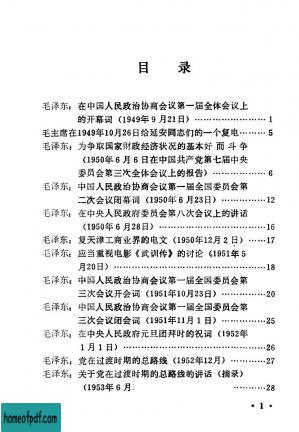 目 录
毛泽东：在中国人民政治协商会议第一届全体会议上
的开幕词（1949年9月21日）……1
毛主席在1949年10月26日给延安同志们的一个复电……5
毛泽东：为争取国家财政经济状况的基本好而斗争
（1950年6月6日在中国共产党第七届中央
委员会第三次全体会议上的报告）……6
毛泽东：中国人民政治协商会议第一届全国委员会第
二次会议闭幕词（1950年6月23日）……12
毛泽东：在中央人民政府委员会第八次会议上的讲话
（1950年6月28日）……16
毛泽东：复天津工商业界的电文（1950年12月2日）……17
毛泽东：应当重视电影《武训传》的讨论（1951年5
月20日）……18
毛泽东：中国人民政治协商会议第一届全国委员会第
三次会议开会词（1951年10月23日）……20
毛泽东：中国人民政治协商会议第一届全国委员会第
三次会议闭会词（1951年11月1日）……25
毛泽东：在中央人民政府元旦团拜时的祝词（1952年
1月1日）……26
毛泽东：党在过渡时期的总路线（1952年12月）……27
毛泽东：关于党在过渡时期的总路线的讲话（摘录）
（1953年6月……28
• 1 •
homeofpdf.com